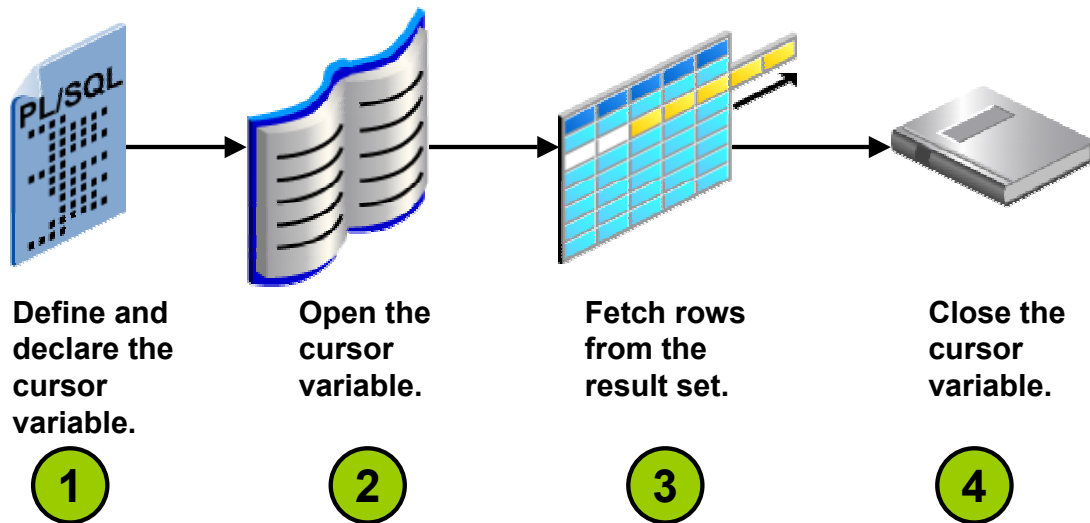 PL/SQL
Define and
declare the
cursor
variable.
1
Open the
cursor
variable.
2
Fetch rows
from the
result set.
3
Close the
cursor
variable.
4